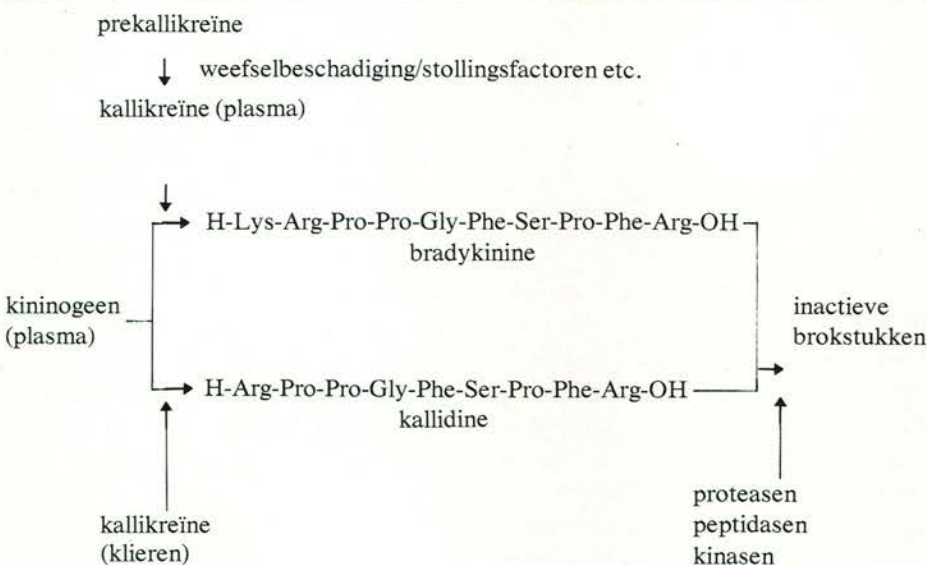 prekallikreïne
weefselbeschadiging/stollingsfactoren etc.
kallikreïne (plasma)
H-Lys-Arg-Pro-Pro-Gly-Phe-Ser-Pro-Phe-Arg-OH
bradykinine
kininogeen
(plasma)
inactieve
brokstukken
H-Arg-Pro-Pro-Gly-Phe-Ser-Pro-Phe-Arg-OH
kallidine
kallikreïne
(klieren)
proteasen
peptidasen
kinasen